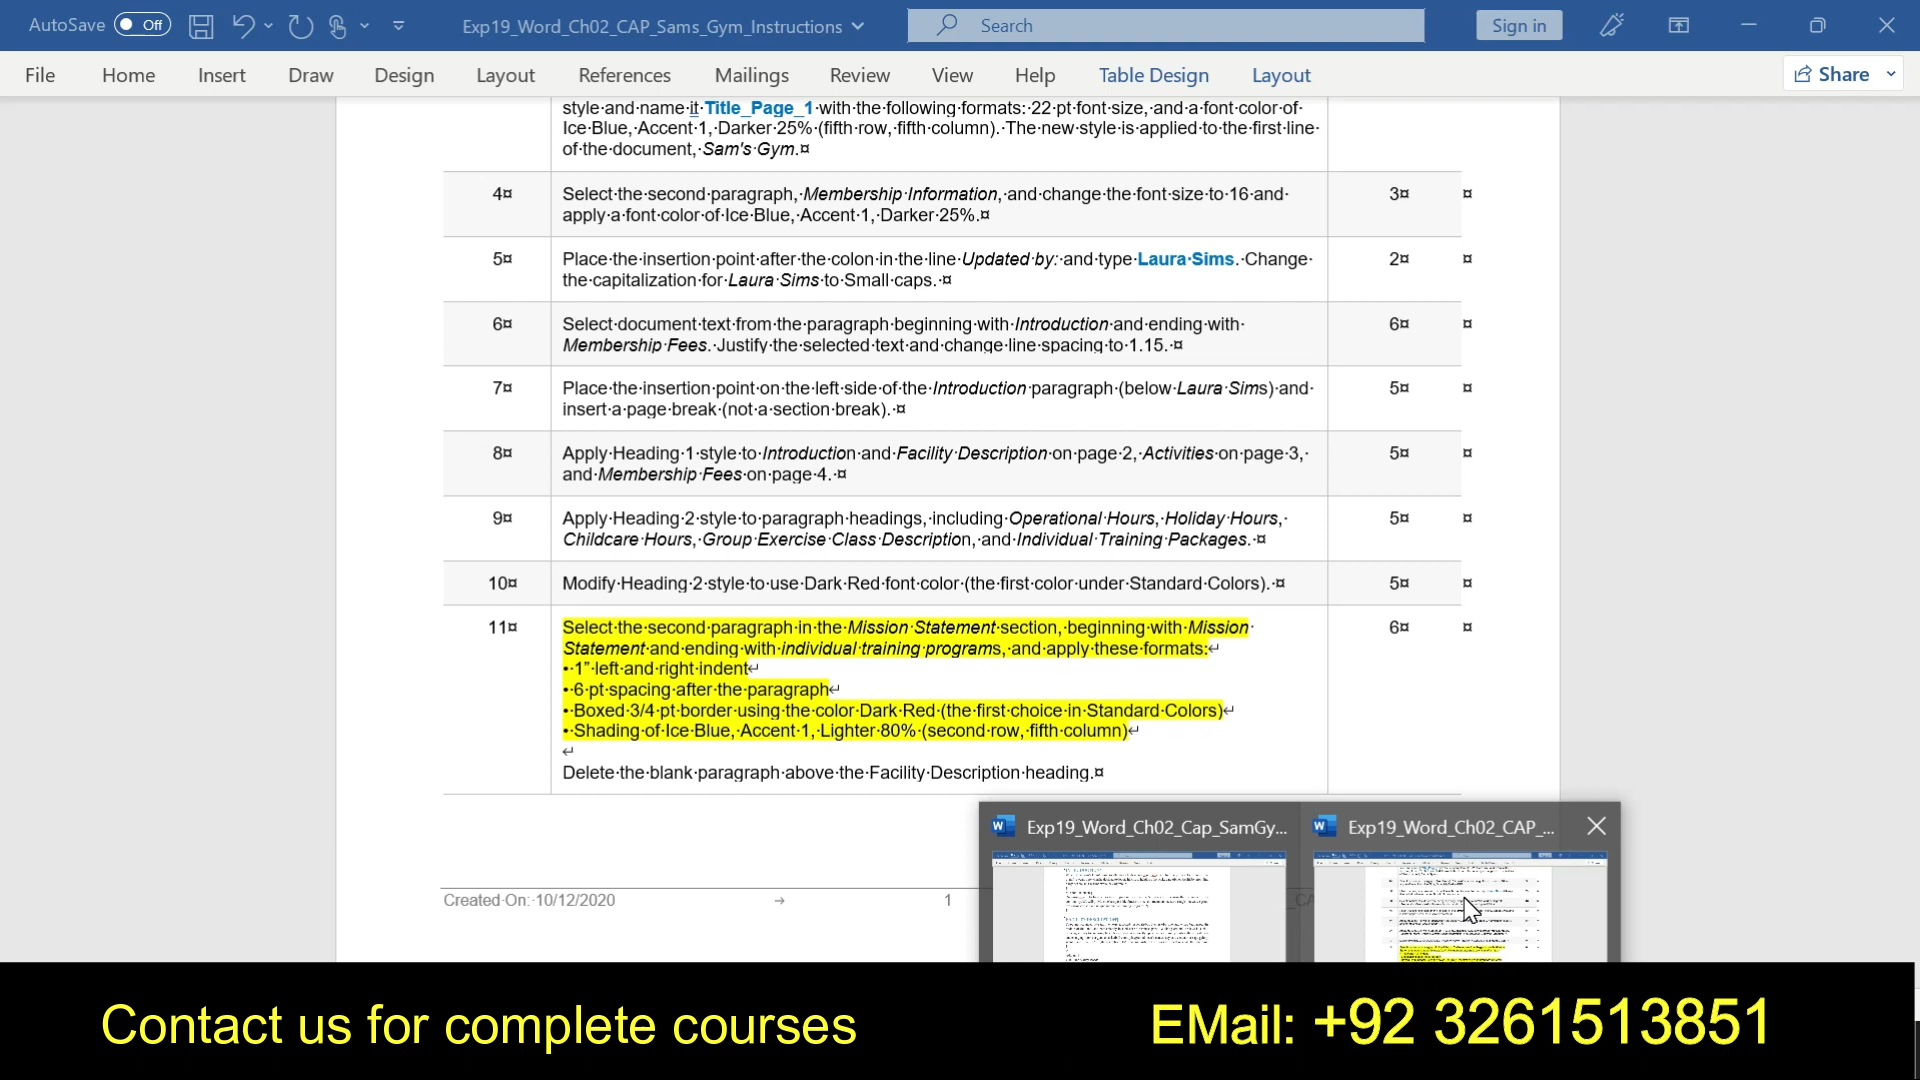 AutoSave Off Exp19_Word_Ch02_CAP_Sams_Gym_Instructions Search Sign in
File Home Insert Draw Design Layout References Mailings Review View Help Table Design Layout Share
style·and·name·it·Title_Page_1·with·the·following·formats:·22·pt·font·size,·and·a·font·color·of·
Ice·Blue,·Accent·1,·Darker·25%·(fifth·row,·fifth·column).·The·new·style·is·applied·to·the·first·line·
of·the·document,·Sam's·Gym.¤
4¤ Select·the·second·paragraph,·Membership·Information,·and·change·the·font·size·to·16·and· 3¤ ¤
apply·a·font·color·of·Ice·Blue,·Accent·1,·Darker·25%.¤
5¤ Place·the·insertion·point·after·the·colon·in·the·line·Updated·by:·and·type·Laura·Sims.·Change· 2¤ ¤
the·capitalization·for·Laura·Sims·to·Small·caps.·¤
6¤ Select·document·text·from·the·paragraph·beginning·with·Introduction·and·ending·with· 6¤ ¤
Membership·Fees.·Justify·the·selected·text·and·change·line·spacing·to·1.15.·¤
7¤ Place·the·insertion·point·on·the·left·side·of·the·Introduction·paragraph·(below·Laura·Sims)·and· 5¤ ¤
insert·a·page·break·(not·a·section·break).·¤
8¤ Apply·Heading·1·style·to·Introduction·and·Facility·Description·on·page·2,·Activities·on·page·3,· 5¤ ¤
and·Membership·Fees·on·page·4.·¤
9¤ Apply·Heading·2·style·to·paragraph·headings,·including·Operational·Hours,·Holiday·Hours,· 5¤ ¤
Childcare·Hours,·Group·Exercise·Class·Description,·and·Individual·Training·Packages.·¤
10¤ Modify·Heading·2·style·to·use·Dark·Red·font·color·(the·first·color·under·Standard·Colors).·¤ 5¤ ¤
11¤ Select·the·second·paragraph·in·the·Mission·Statement·section,·beginning·with·Mission· 6¤ ¤
Statement·and·ending·with·individual·training·programs,·and·apply·these·formats:↵
•·1”·left·and·right·indent↵
•·6·pt·spacing·after·the·paragraph↵
•·Boxed·3/4·pt·border·using·the·color·Dark·Red·(the·first·choice·in·Standard·Colors)↵
•·Shading·of·Ice·Blue,·Accent·1,·Lighter·80%·(second·row,·fifth·column)↵
↵
Delete·the·blank·paragraph·above·the·Facility·Description·heading.¤
Exp19_Word_Ch02_Cap_SamGy... Exp19_Word_Ch02_CAP_...
Created·On:·10/12/2020 → 1
Contact us for complete courses EMail: +92 3261513851